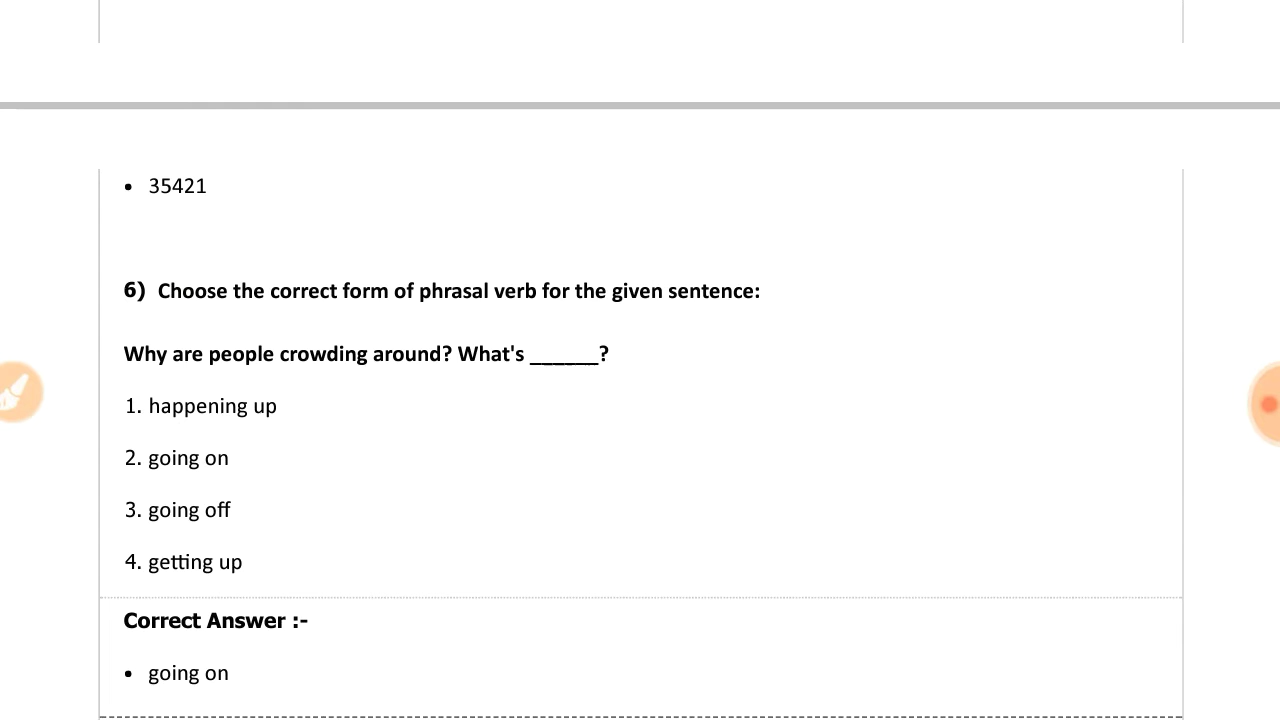 • 35421
6) Choose the correct form of phrasal verb for the given sentence:
Why are people crowding around? What's ______?
1. happening up
2. going on
3. going off
4. getting up
Correct Answer :-
• going on